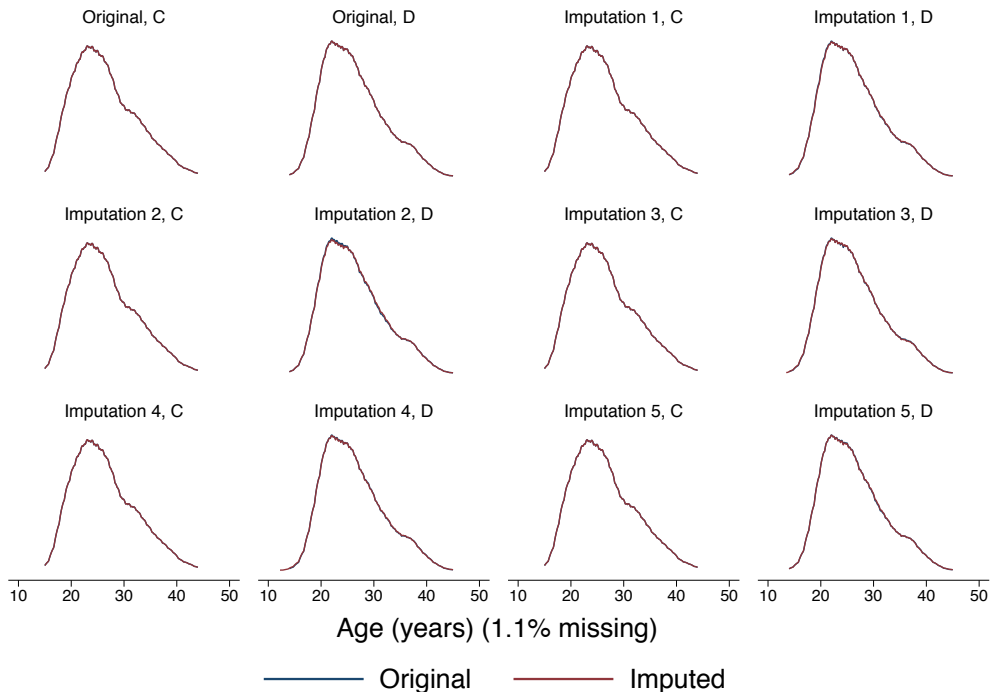 Original, C
Original, D
Imputation 1, C
Imputation 1, D
Imputation 2, C
Imputation 2, D
Imputation 3, C
Imputation 3, D
Imputation 4, C
Imputation 4, D
Imputation 5, C
Imputation 5, D
10 20 30 40 50
10 20 30 40 50
10 20 30 40 50
10 20 30 40 50
Age (years) (1.1% missing)
Original
Imputed